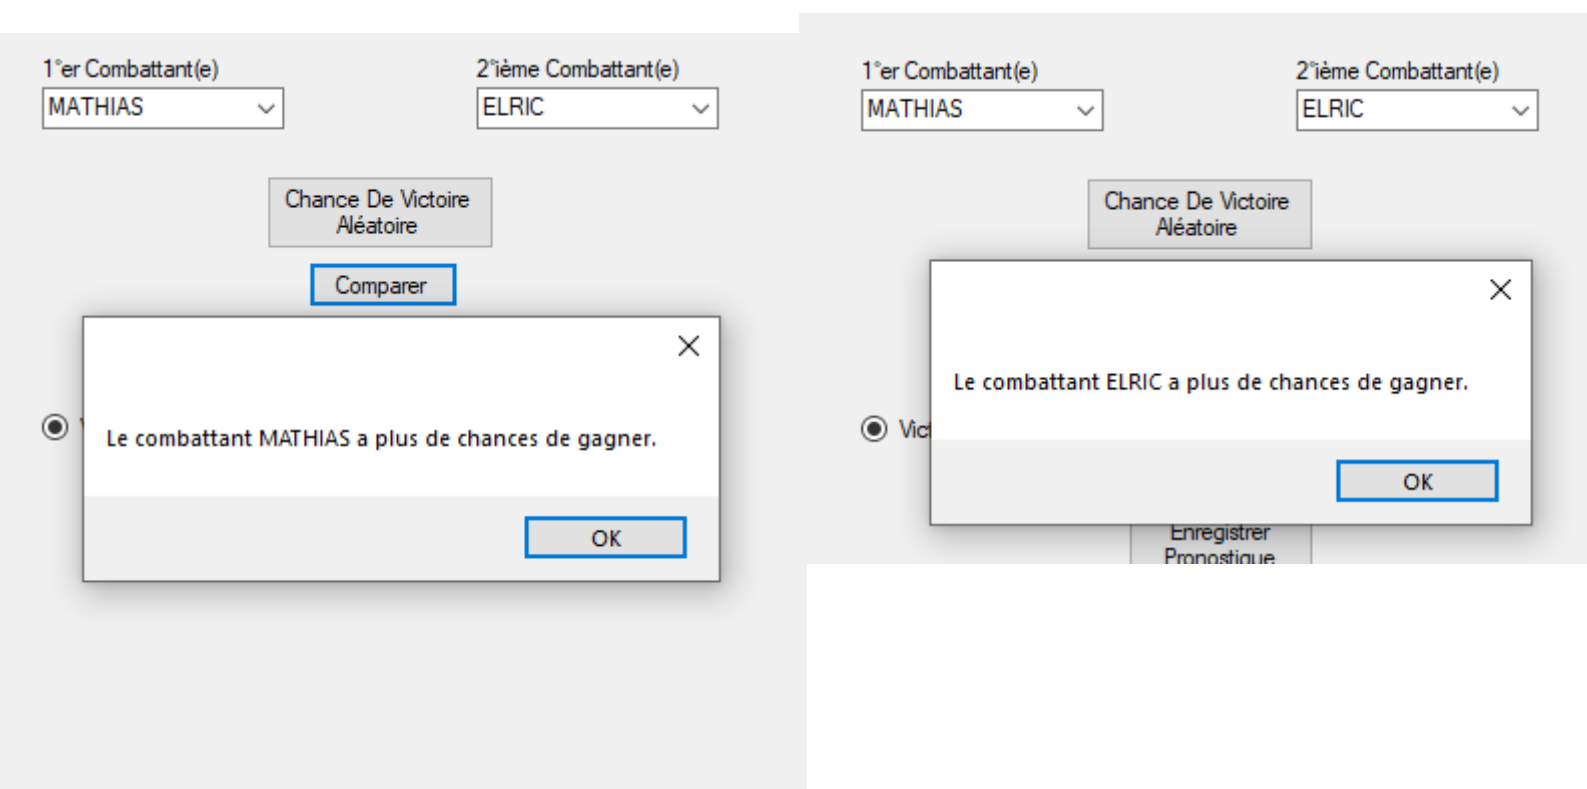 1°er Combattant(e)
2°ième Combattant(e)
MATHIAS
ELRIC
Chance De Victoire
Aléatoire
Comparer
Le combattant MATHIAS a plus de chances de gagner.
OK
1°er Combattant(e)
2°ième Combattant(e)
MATHIAS
ELRIC
Chance De Victoire
Aléatoire
Le combattant ELRIC a plus de chances de gagner.
OK
Enregistrer
Pronostique